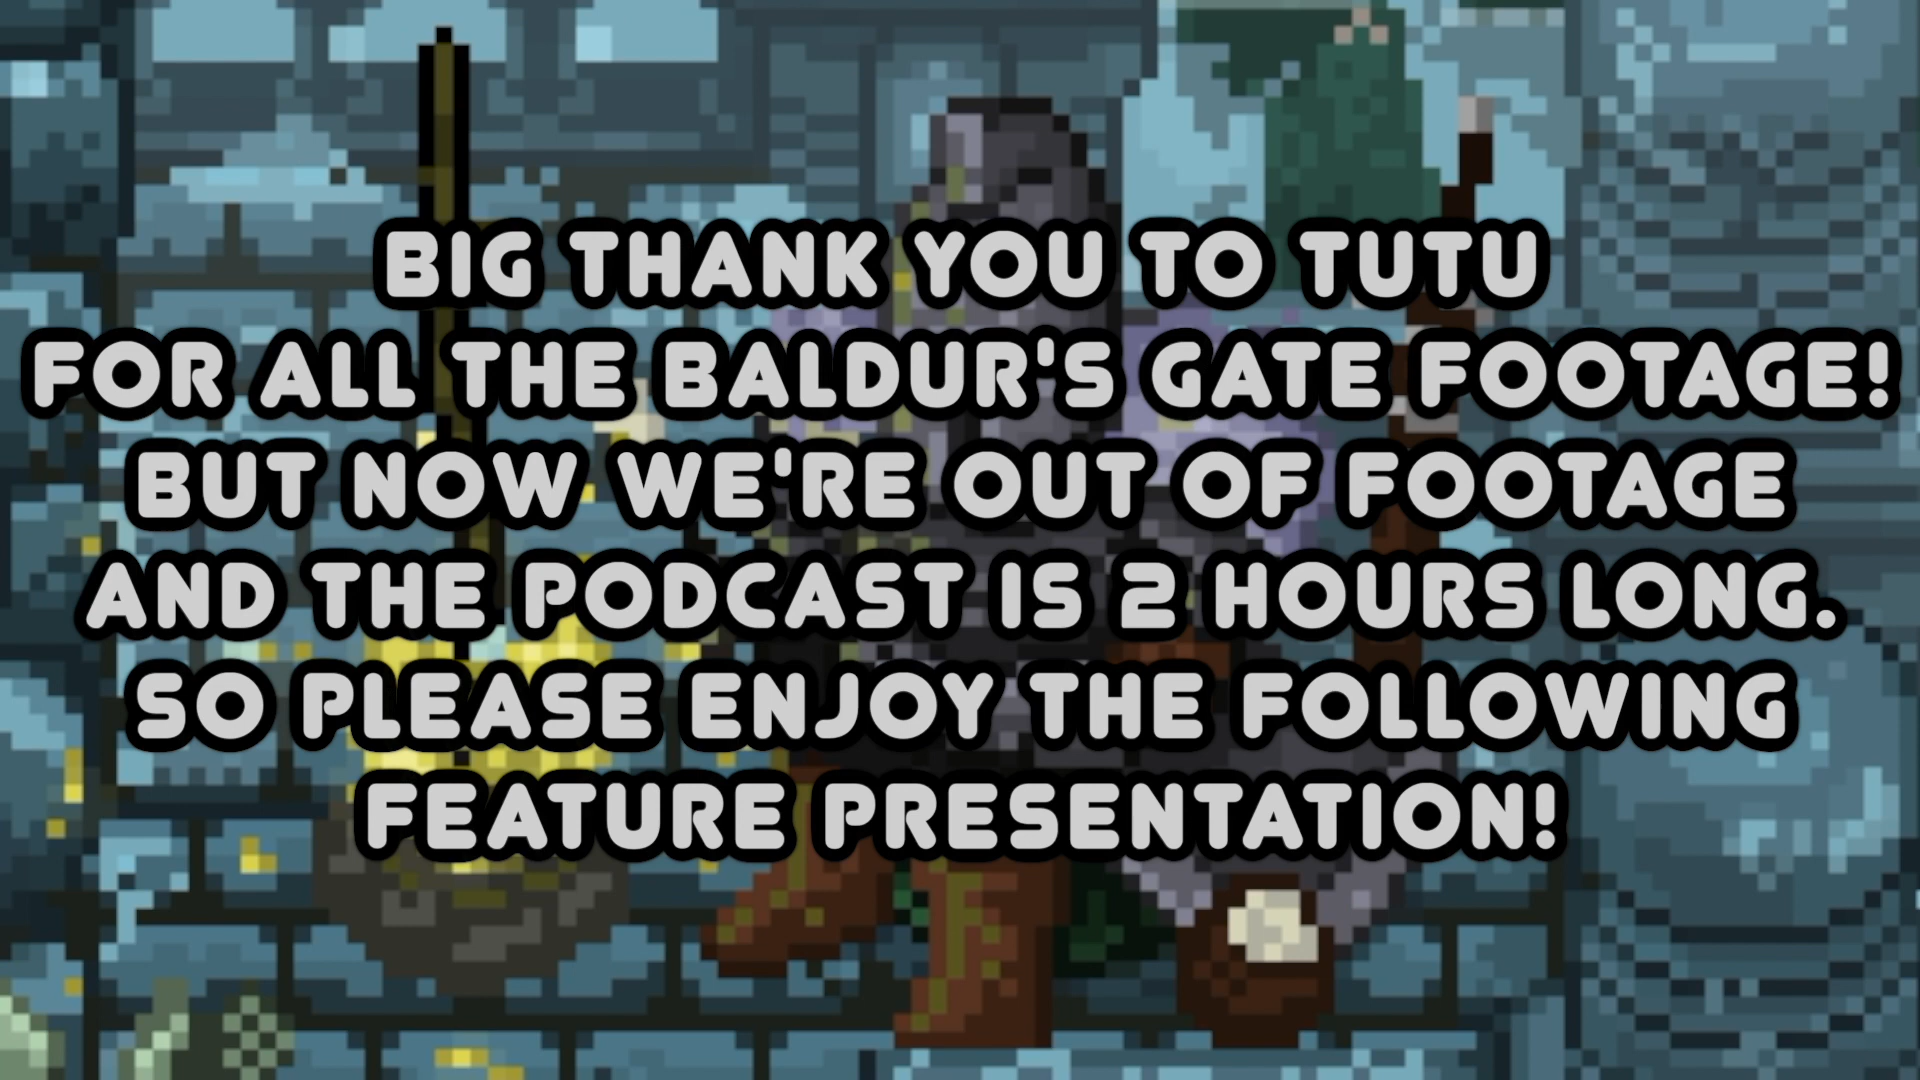 BIG THANK YOU TO TUTU
FOR ALL THE BALDUR'S GATE FOOTAGE!
BUT NOW WE'RE OUT OF FOOTAGE
AND THE PODCAST IS 2 HOURS LONG.
SO PLEASE ENJOY THE FOLLOWING
FEATURE PRESENTATION!